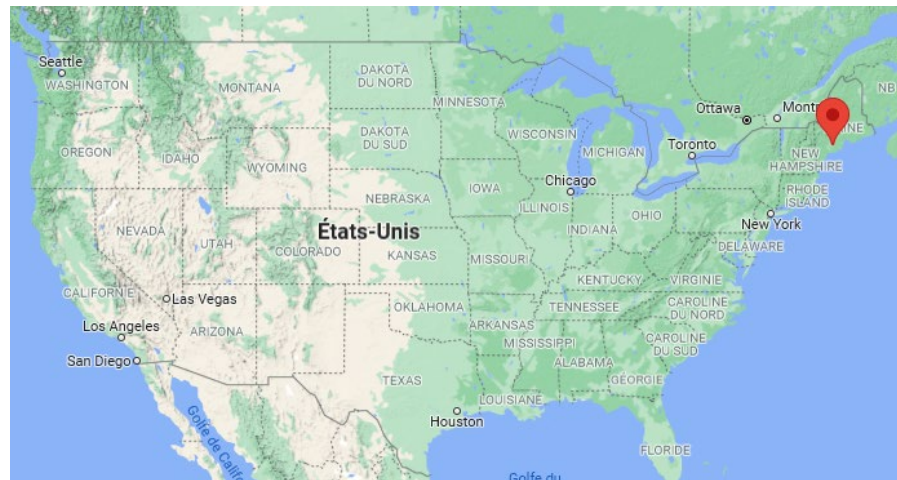 Seattle
WASHINGTON
MONTANA
DAKOTA
DU NORD
MINNESOTA
Ottawa
NB
OREGON
IDAHO
WYOMING
DAKOTA
DU SUD
WISCONSIN
MICHIGAN
Toronto
NEW
HAMPSHIRE
NEBRASKA
IOWA
Chicago
RHODE
ISLAND
NEVADA
UTAH
COLORADO
États-Unis
KANSAS
MISSOURI
ILLINOIS
INDIANA
OHIO
New York
DELAWARE
CALIFORNIE
Las Vegas
OKLAHOMA
KENTUCKY
VIRGINIE
TENNESSEE
CAROLINE
DU NORD
Los Angeles
ARIZONA
ARKANSAS
MISSISSIPPI
CAROLINE
DU SUD
San Diego
TEXAS
ALABAMA
GÉORGIE
LOUISIANE
Houston
FLORIDE
Golfe de Calif
Golfe du